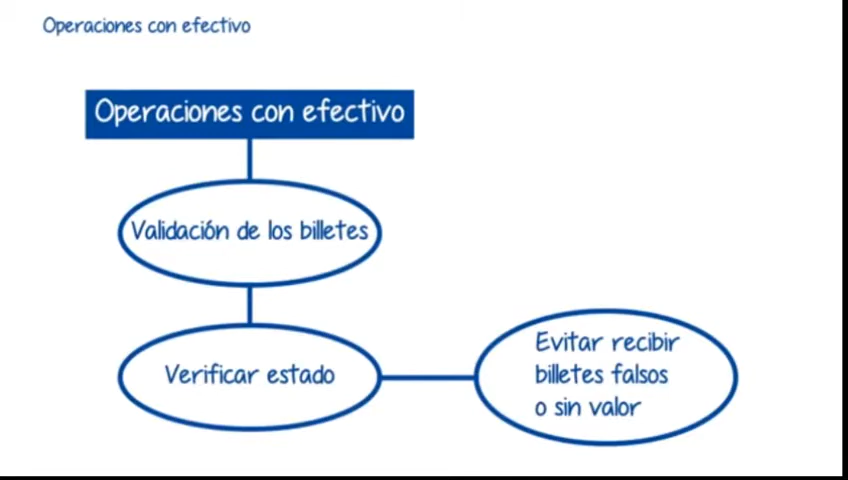 Operaciones con efectivo
Operaciones con efectivo
Validación de los billetes
Verificar estado
Evitar recibir
billetes falsos
o sin valor